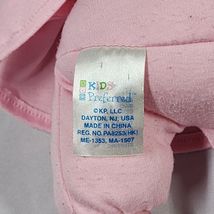 KIDS
Preferred
© KP, LLC
DAYTON, NJ, USA
MADE IN CHINA
REG. NO. PA8253(HK)
ME-1353, MA-1507